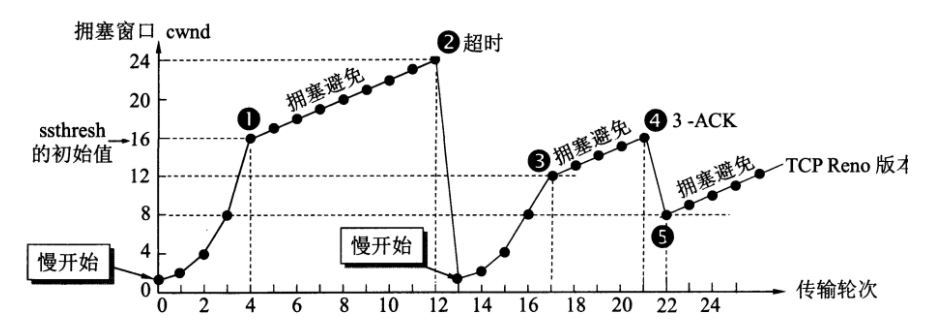 拥塞窗口 cwnd
❷超时
24
拥塞避免
20
❶
ssthresh
的初始值
16
❹ 3 -ACK
❸
拥塞避免
12
TCP Reno 版
拥塞避免
8
❺
慢开始
慢开始
4
0
0 2 4 6 8 10 12 14 16 18 20 21 22 24
传输轮次